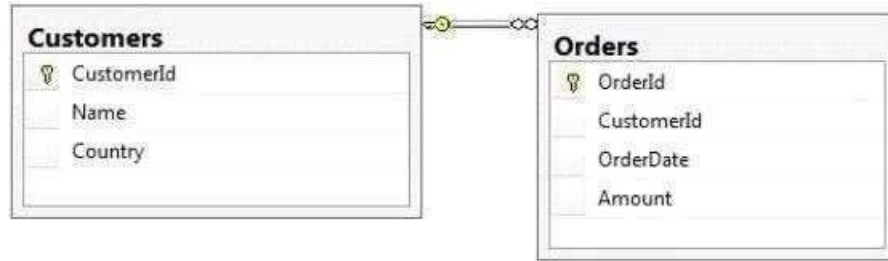 Customers
CustomerId
Name
Country
Orders
OrderId
CustomerId
OrderDate
Amount